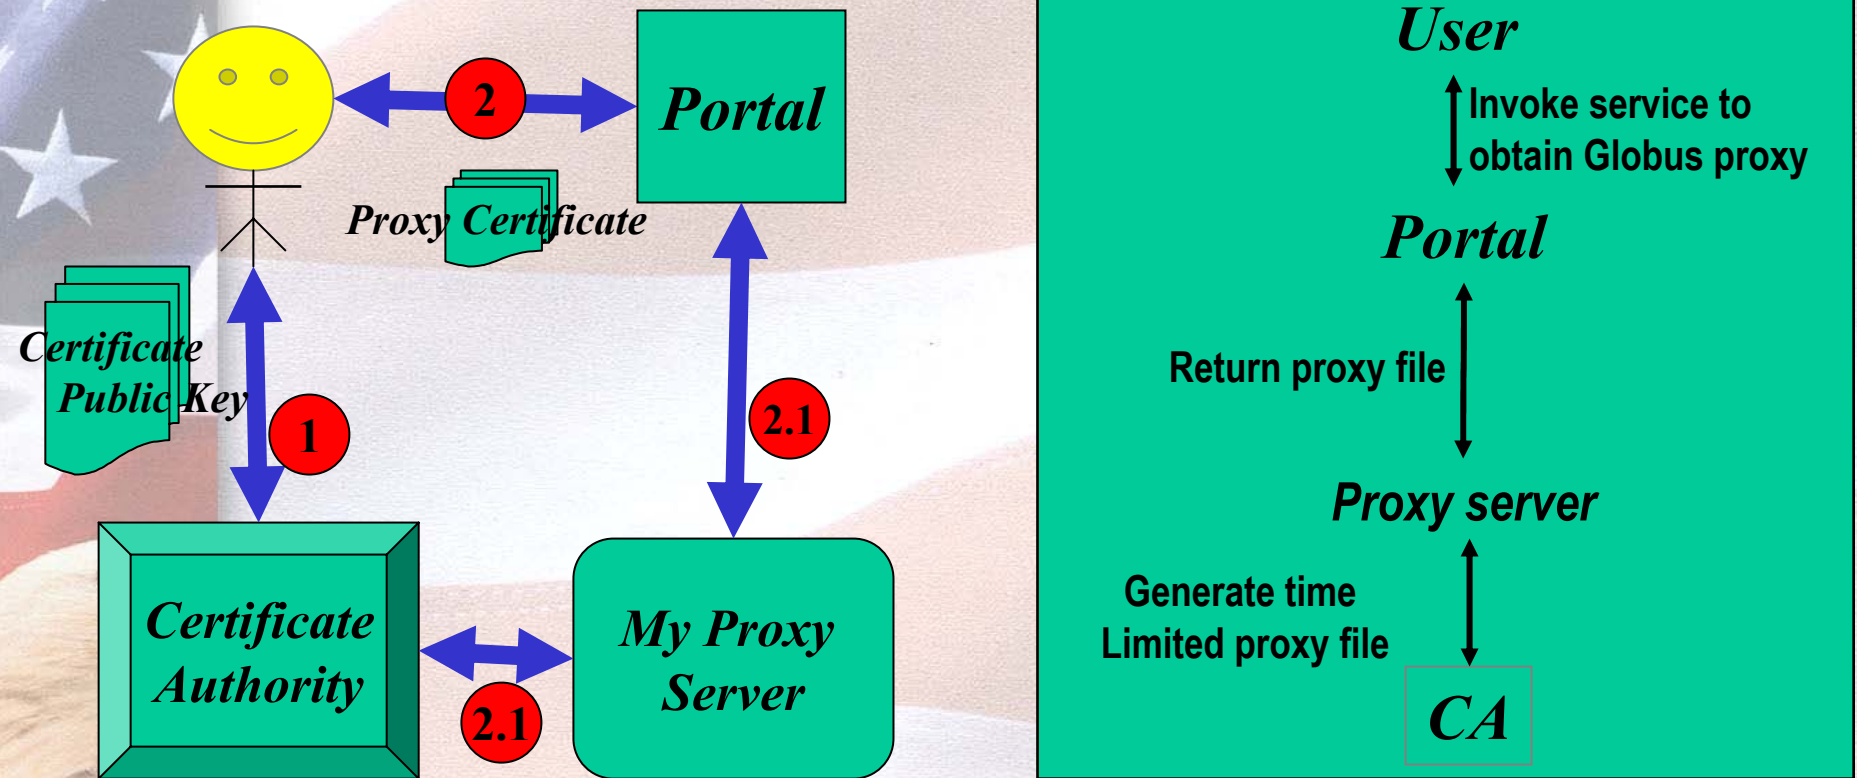 2
Portal
Proxy Certificate
Certificate
Public Key
1
2.1
Certificate
Authority
2.1
My Proxy
Server
User
Invoke service to
obtain Globus proxy
Portal
Return proxy file
Proxy server
Generate time
Limited proxy file
CA